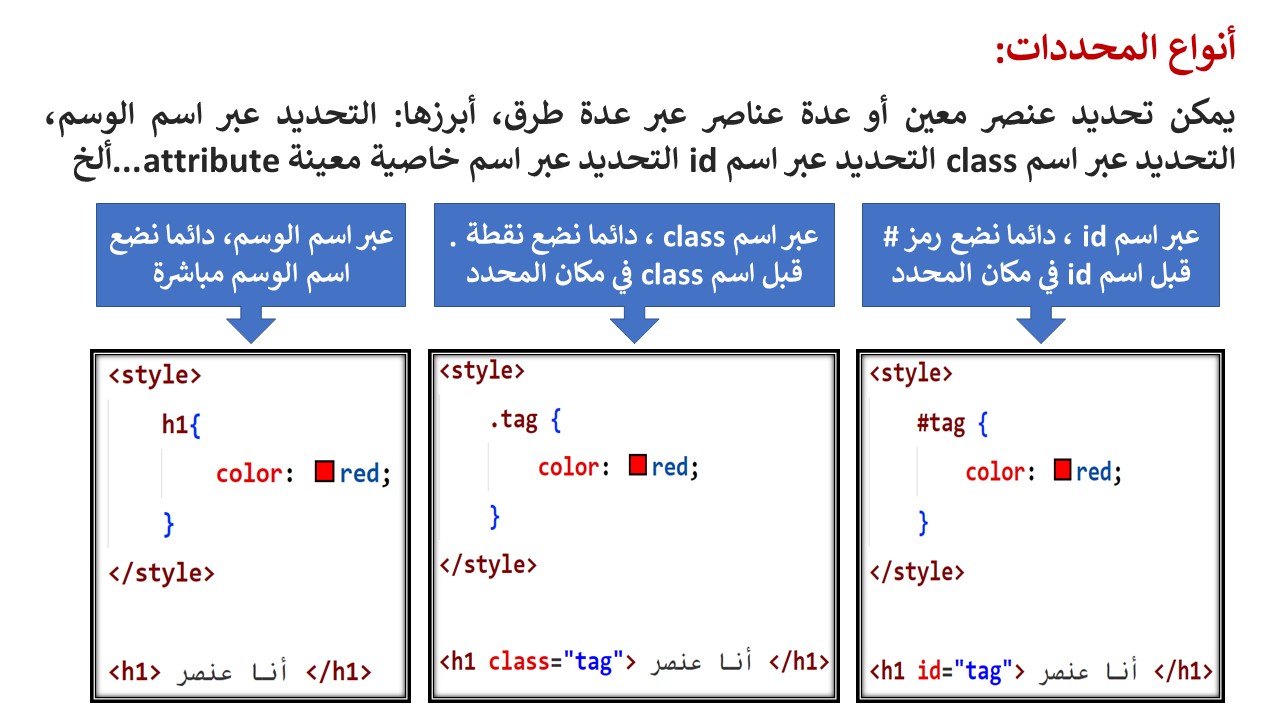 أنواع المحددات:
يمكن تحديد عنصر معين أو عدة عناصر عبر عدة طرق، أبرزها: التحديد عبر اسم الوسم،
التحديد عبر اسم class التحديد عبر اسم id التحديد عبر اسم خاصية معينة attribute...ألخ
عبر اسم id ، دائما نضع رمز #
قبل اسم id في مكان المحدد
عبر اسم class ، دائما نضع نقطة .
قبل اسم class في مكان المحدد
عبر اسم الوسم، دائما نضع
اسم الوسم مباشرة
<style>
#tag {
color: red;
}
</style>
<h1 id="tag"> أنا عنصر </h1>
<style>
.tag {
color: red;
}
</style>
<h1 class="tag"> أنا عنصر </h1>
<style>
h1{
color: red;
}
</style>
<h1> أنا عنصر </h1>